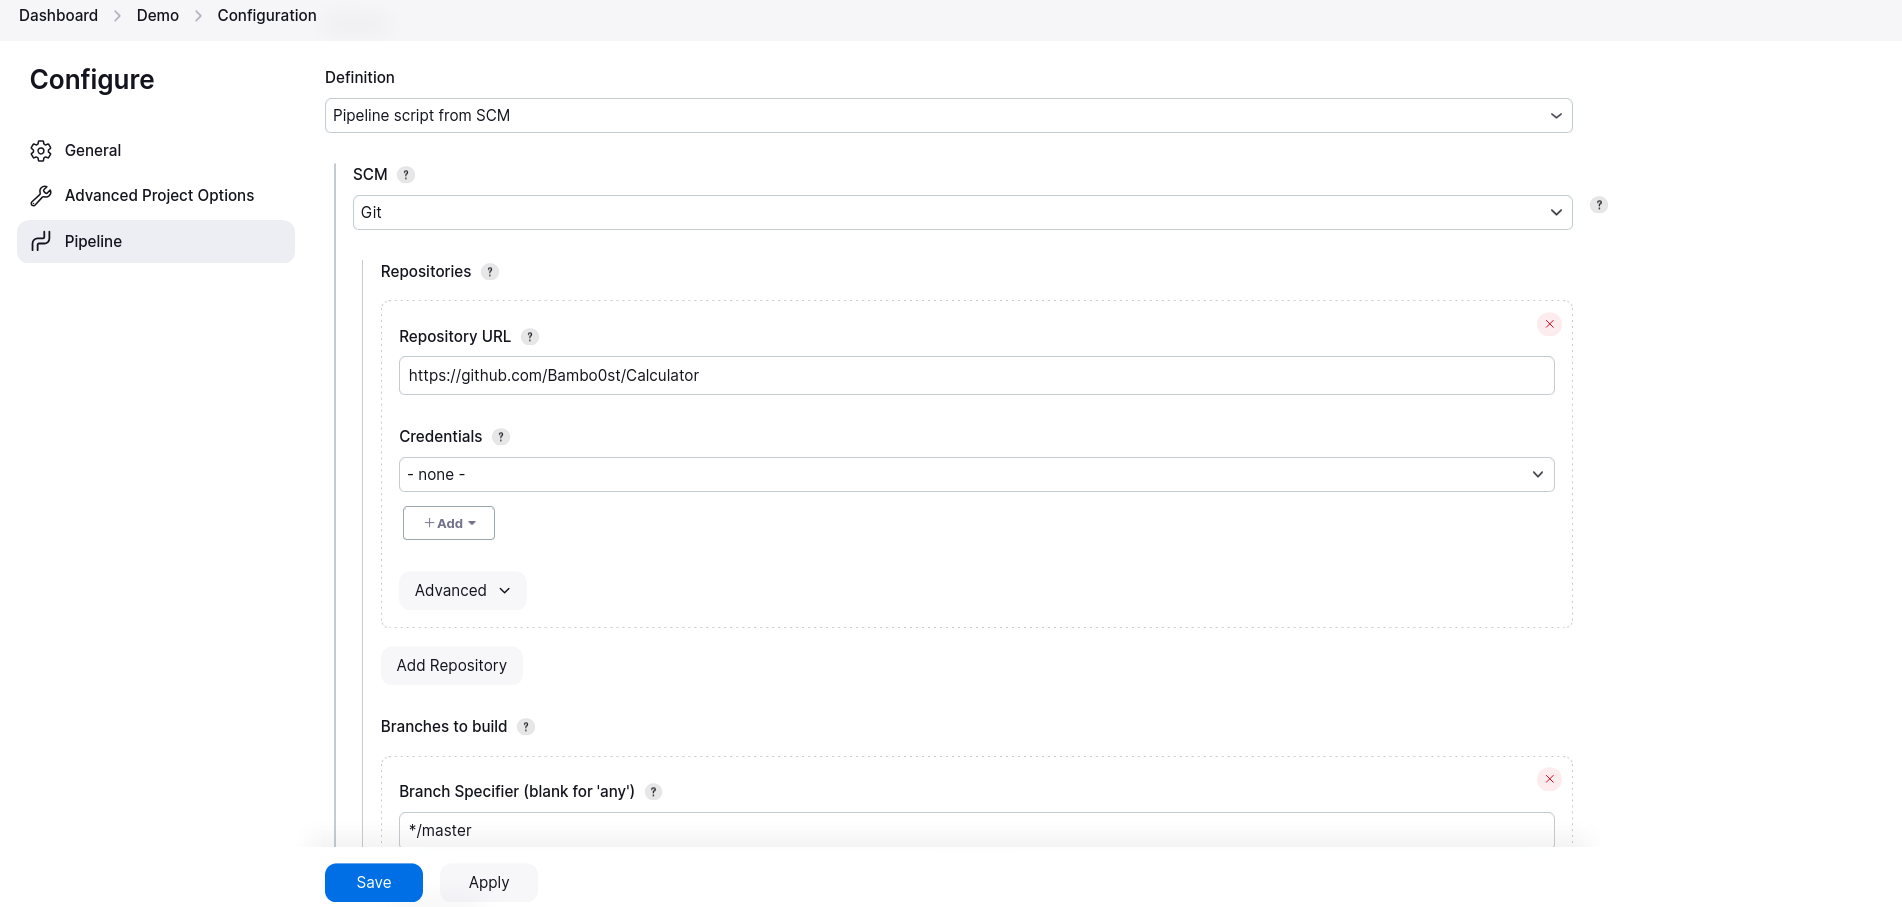 Dashboard > Demo > Configuration
Configure
General
Advanced Project Options
Pipeline
Definition
Pipeline script from SCM
SCM ?
Git
?
Repositories ?
Repository URL ?
https://github.com/Bambo0st/Calculator
Credentials ?
- none -
+ Add
Advanced
Add Repository
Branches to build ?
Branch Specifier (blank for 'any') ?
*/master
Save
Apply